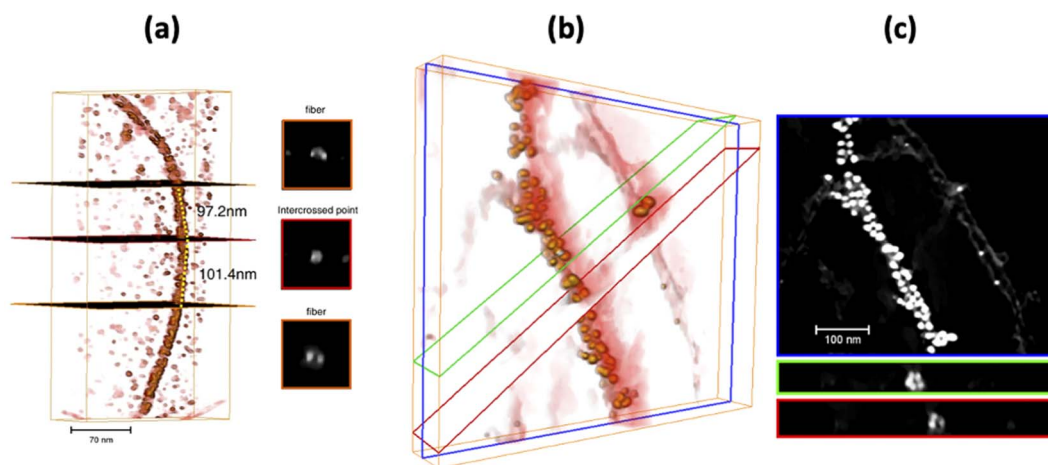 (a)
(b)
(c)
fiber
97.2nm
Intercrossed point
101.4nm
fiber
70 nm
100 nm